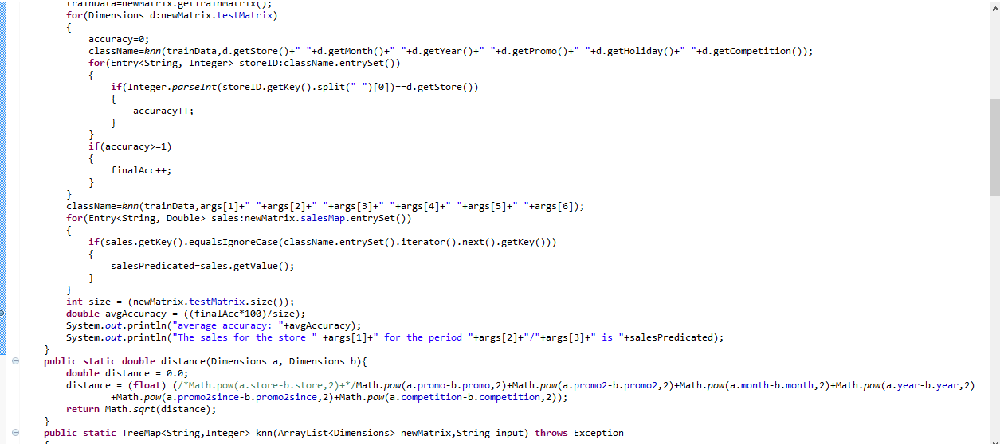 trainData=newMatrix.getTrainMatrix();
for(Dimensions d:newMatrix.testMatrix)
{
accuracy=0;
className=knn(trainData,d.getStore()+" "+d.getMonth()+" "+d.getYear()+" "+d.getPromo()+" "+d.getHoliday()+" "+d.getCompetition());
for(Entry<String, Integer> storeID:className.entrySet())
{
if(Integer.parseInt(storeID.getKey().split("_")[0])==d.getStore())
{
accuracy++;
}
}
if(accuracy>=1)
{
finalAcc++;
}
}
className=knn(trainData,args[1]+" "+args[2]+" "+args[3]+" "+args[4]+" "+args[5]+" "+args[6]);
for(Entry<String, Double> sales:newMatrix.salesMap.entrySet())
{
if(sales.getKey().equalsIgnoreCase(className.entrySet().iterator().next().getKey()))
{
salesPredicated=sales.getValue();
}
}
int size = (newMatrix.testMatrix.size());
double avgAccuracy = ((finalAcc*100)/size);
System.out.println("average accuracy: "+avgAccuracy);
System.out.println("The sales for the store " +args[1]+" for the period "+args[2]+"/"+args[3]+" is "+salesPredicated);
}
public static double distance(Dimensions a, Dimensions b){
double distance = 0.0;
distance = (float) (/*Math.pow(a.store-b.store,2)+*/Math.pow(a.promo-b.promo,2)+Math.pow(a.promo2-b.promo2,2)+Math.pow(a.month-b.month,2)+Math.pow(a.year-b.year,2)
+Math.pow(a.promo2since-b.promo2since,2)+Math.pow(a.competition-b.competition,2));
return Math.sqrt(distance);
}
public static TreeMap<String,Integer> knn(ArrayList<Dimensions> newMatrix,String input) throws Exception
{